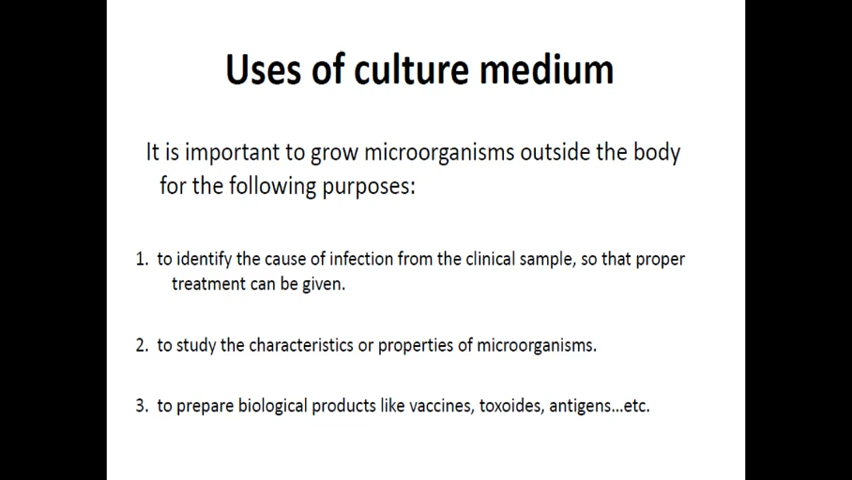 Uses of culture medium
It is important to grow microorganisms outside the body
for the following purposes:
1. to identify the cause of infection from the clinical sample, so that proper
treatment can be given.
2. to study the characteristics or properties of microorganisms.
3. to prepare biological products like vaccines, toxoides, antigens...etc.